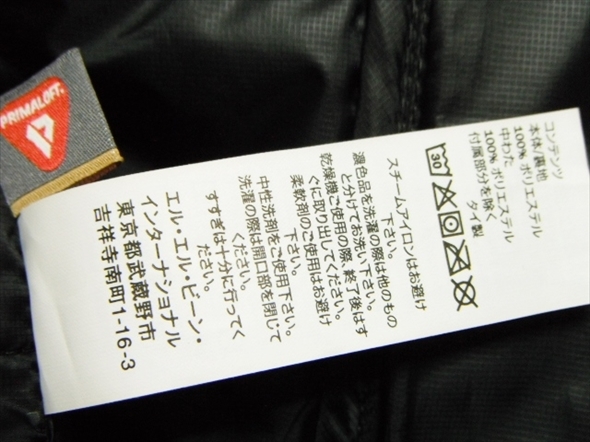 PRIMALOFT.
コンテンツ
本体/裏地
100% ポリエステル
中わた
100% ポリエステル
付属部分を除く
タイ製
30
スチームアイロンはお避け
下さい。
濃色品を洗濯の際は他のもの
と分けてお洗い下さい。
乾燥機ご使用の際、終了後はす
ぐに取り出してください。
柔軟剤のご使用はお避け
下さい。
中性洗剤をご使用下さい。
洗濯の際は開口部を閉じて
ください。
すすぎは十分に行ってく
ださい。
エル・エル・ビーン・
インターナショナル
東京都武蔵野市
吉祥寺南町1-16-3